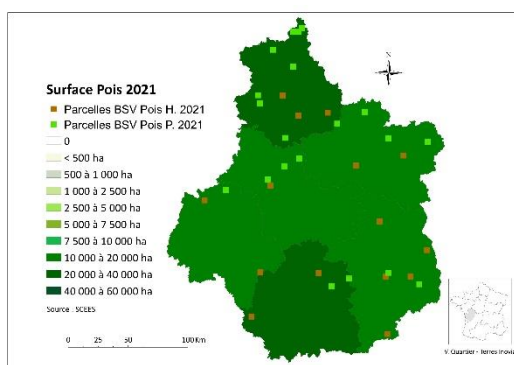 Surface Pois 2021
Parcelles BSV Pois H. 2021
Parcelles BSV Pois P. 2021
0
< 500 ha
500 à 1 000 ha
1 000 à 2 500 ha
2 500 à 5 000 ha
5 000 à 7 500 ha
7 500 à 10 000 ha
10 000 à 20 000 ha
20 000 à 40 000 ha
40 000 à 60 000 ha
Source : SCEES
0 25 50 100 Km
N
V. Quartier - Terres Inovia